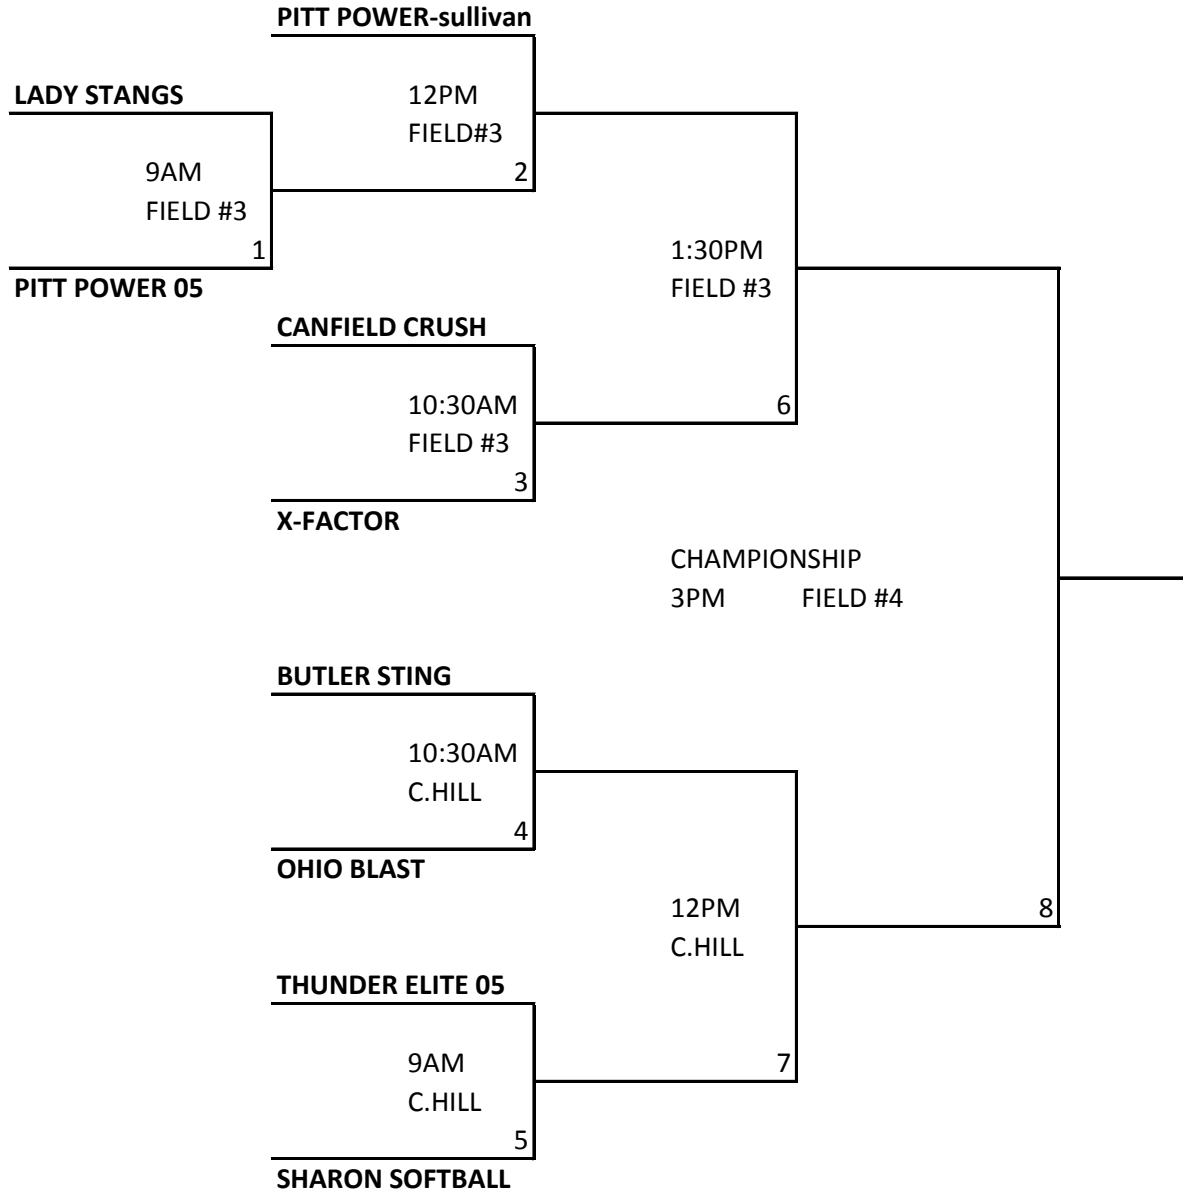 PITT POWER-sullivan
LADY STANGS
12PM
FIELD#3
2
9AM
FIELD #3
1
PITT POWER 05
1:30PM
FIELD #3
CANFIELD CRUSH
10:30AM
FIELD #3
6
3
X-FACTOR
CHAMPIONSHIP
3PM FIELD #4
BUTLER STING
10:30AM
C.HILL
4
OHIO BLAST
12PM
C.HILL
8
THUNDER ELITE 05
9AM
C.HILL
7
5
SHARON SOFTBALL